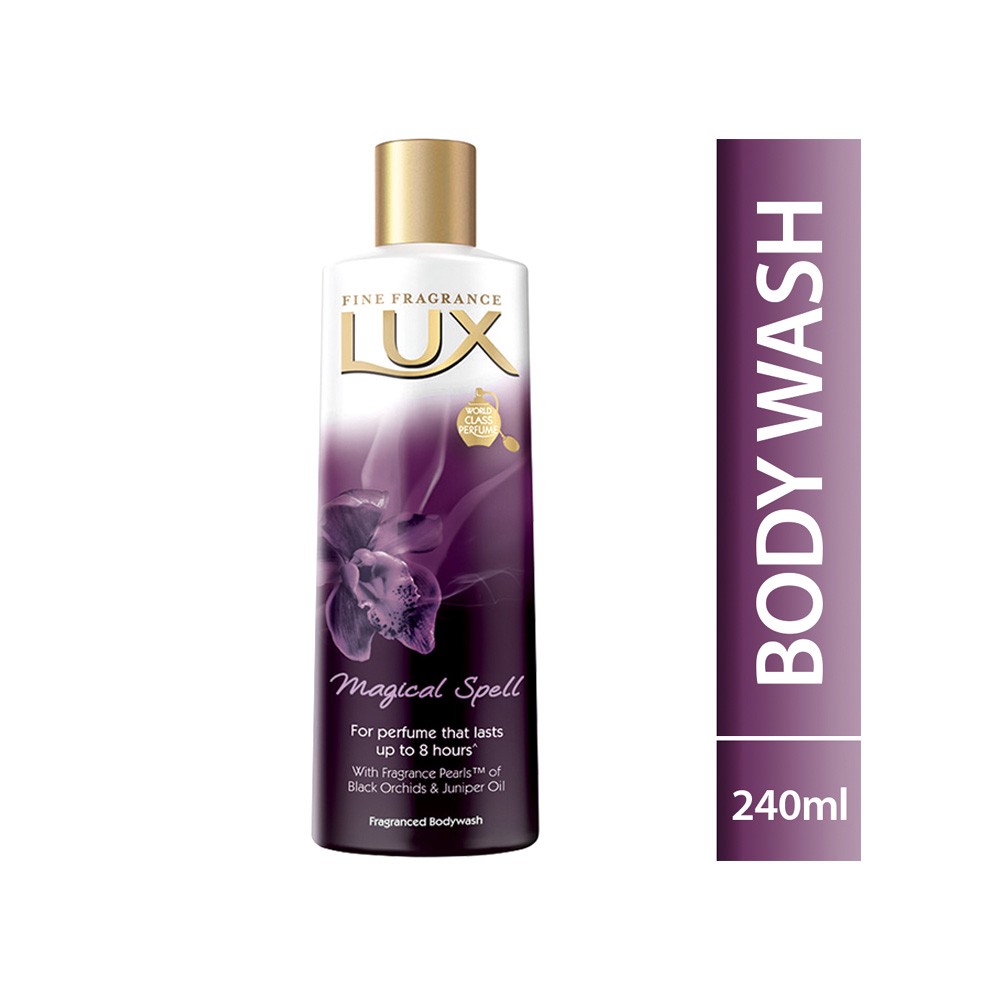 FINE FRAGRANCE
LUX
WORLD
CLASS
PERFUME
Magical Spell
For perfume that lasts
up to 8 hours^
With Fragrance Pearls™ of
Black Orchids & Juniper Oil
Fragranced Bodywash
BODY WASH
240ml